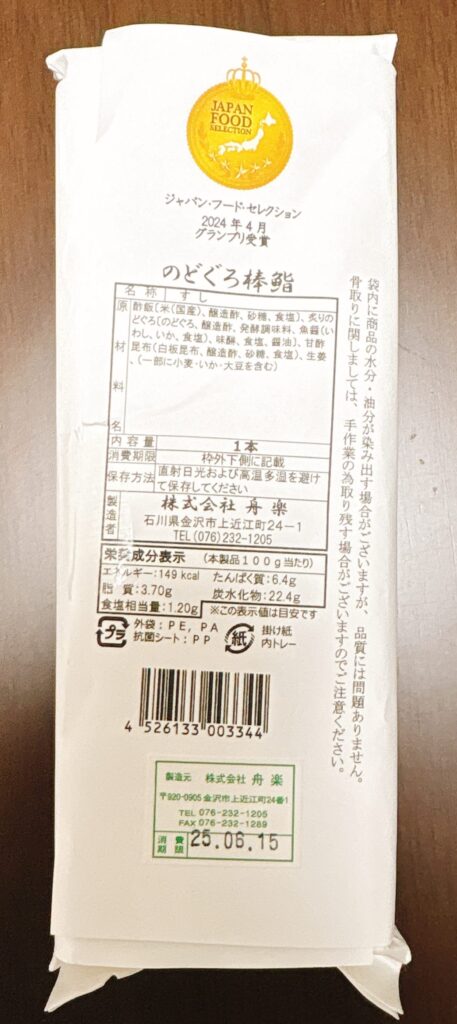 JAPAN
FOOD
SELECTION
ジャパン・フード・セレクション
2024年4月
グランプリ受賞
のどぐろ棒鮨
名称 すし
原材料名 酢飯〔米(国産)、醸造酢、砂糖、食塩〕、炙りの
どぐろ〔のどぐろ、醸造酢、発酵調味料、魚醤(い
わし、いか、食塩)、味醂、食塩、醤油〕、甘酢
昆布(白板昆布、醸造酢、砂糖、食塩)、生姜
、(一部に小麦・いか・大豆を含む)
内容量 1本
消費期限 枠外下側に記載
保存方法 直射日光および高温多湿を避け
て保存してください
製造者 株式会社 舟楽
石川県金沢市上近江町24-1
TEL(076)232-1205
栄養成分表示 (本製品100g当たり)
エネルギー:149kcal たんぱく質:6.4g
脂質:3.70g 炭水化物:22.4g
食塩相当量:1.20g ※この表示値は目安です
プラ 外袋:PE, PA
抗菌シート:PP
紙 掛け紙
内トレー
4 526133 003344
製造元 株式会社 舟楽
〒920-0905 金沢市上近江町24番1
TEL 076-232-1205
FAX 076-232-1289
消費期限 25.06.15
袋内に商品の水分・油分が染み出す場合がございますが、品質には問題ありません。
骨取りに関しましては、手作業の為取り残す場合がございますのでご注意ください。